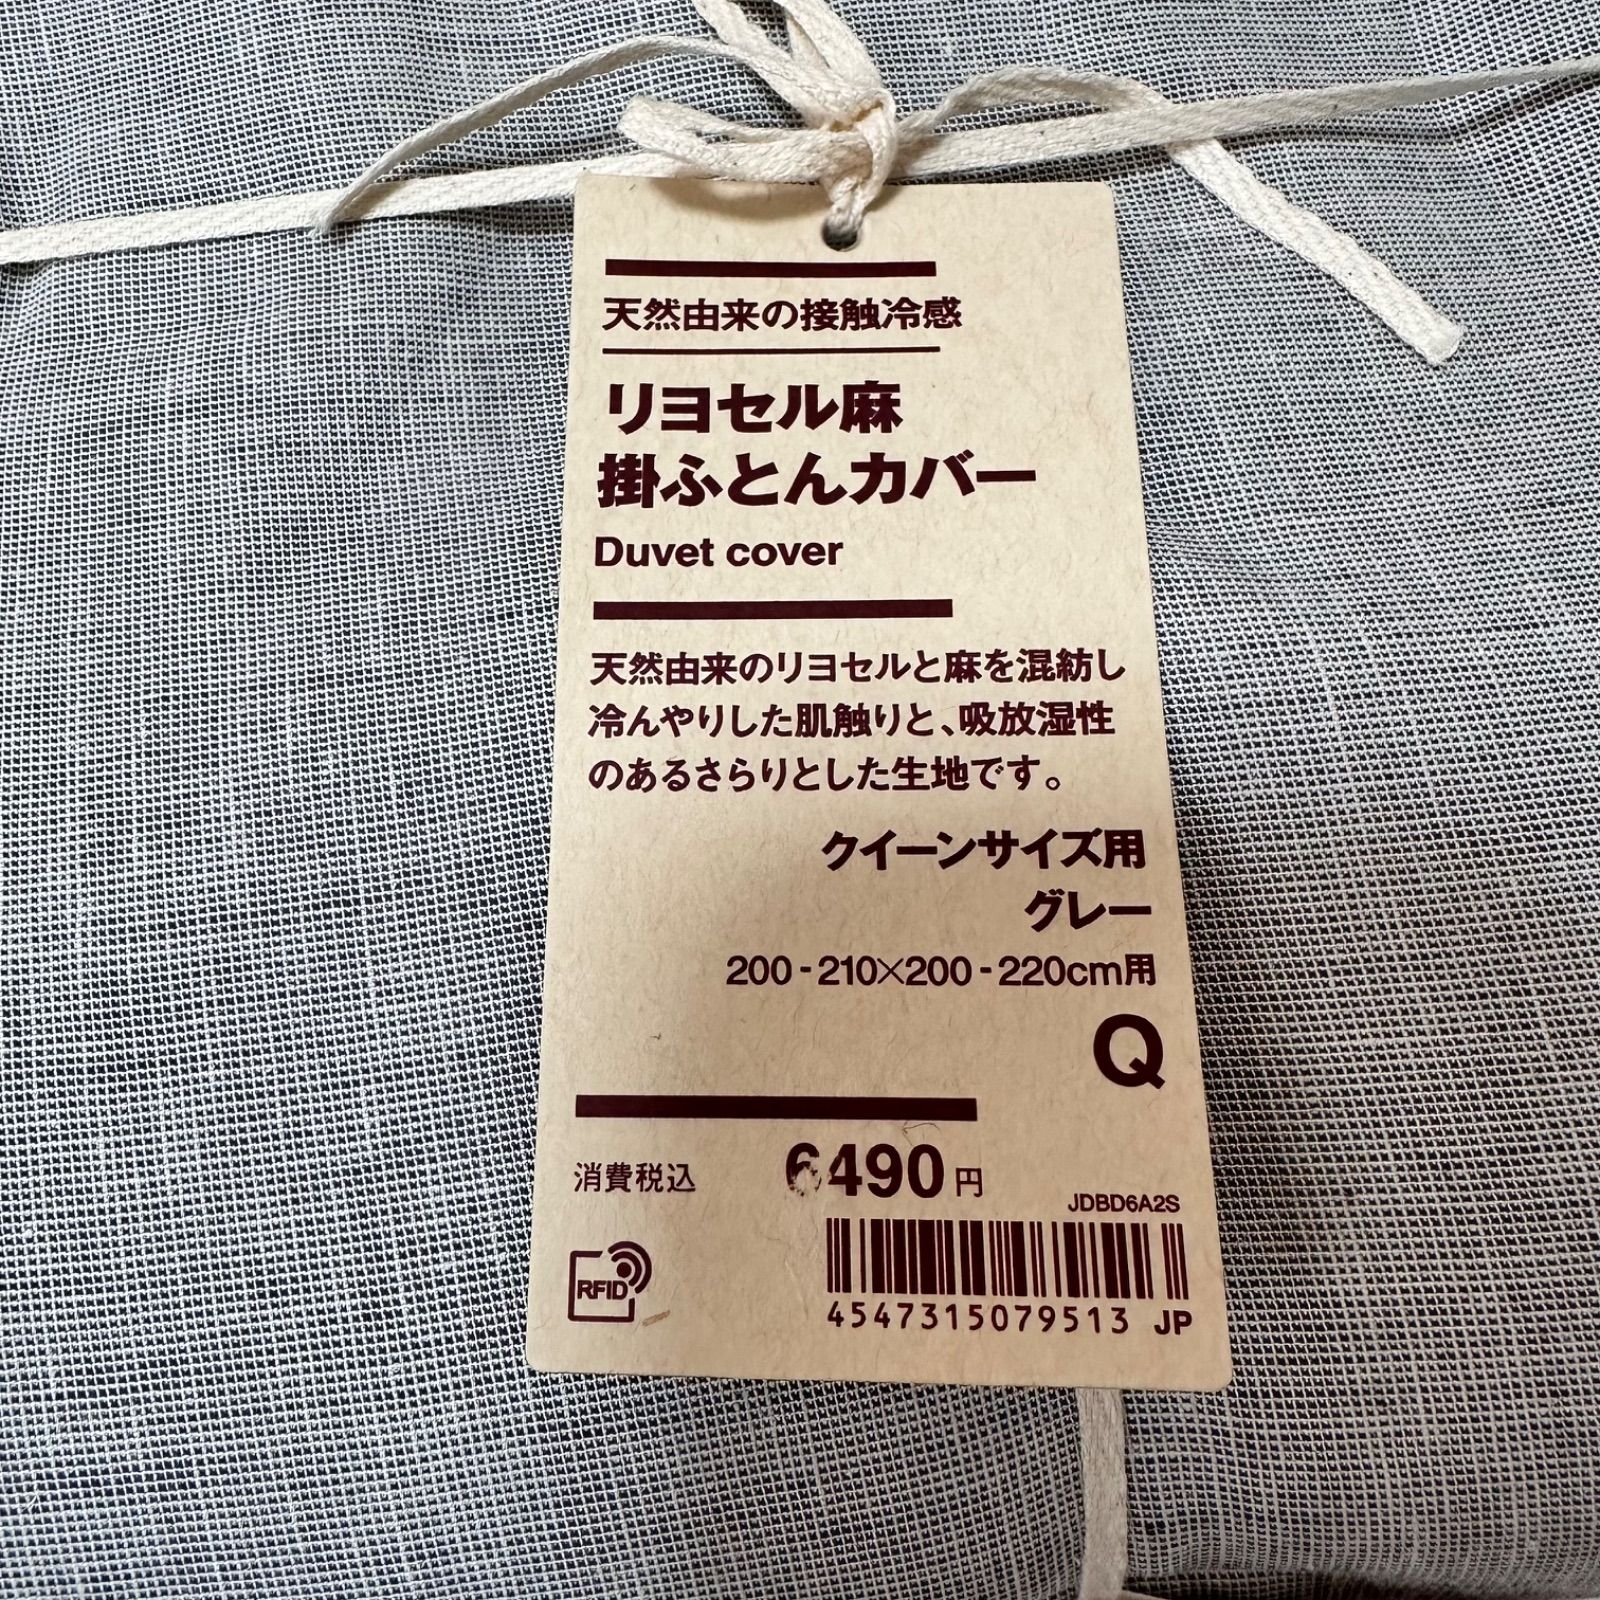 天然由来の接触冷感
リヨセル麻
掛ふとんカバー
Duvet cover
天然由来のリヨセルと麻を混紡し
冷んやりした肌触りと、吸放湿性
のあるさらりとした生地です。
クイーンサイズ用
グレー
200-210×200-220cm用
Q
消費税込 6490円
JDBD6A2S
RFID
4547315079513 JP